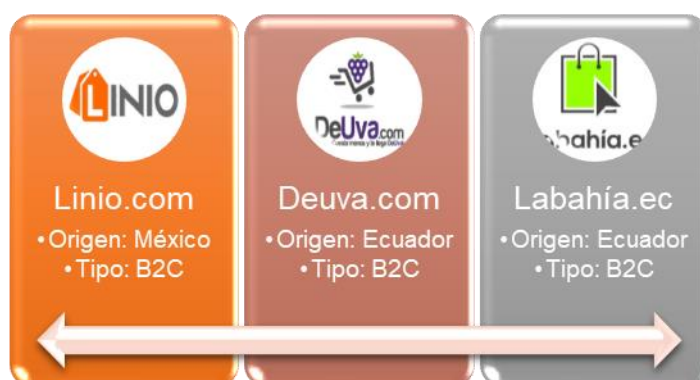 LINIO
Linio.com
•Origen: México
•Tipo: B2C
DeUva.com
Deuva.com
•Origen: Ecuador
•Tipo: B2C
bahía.e
Labahía.ec
•Origen: Ecuador
•Tipo: B2C